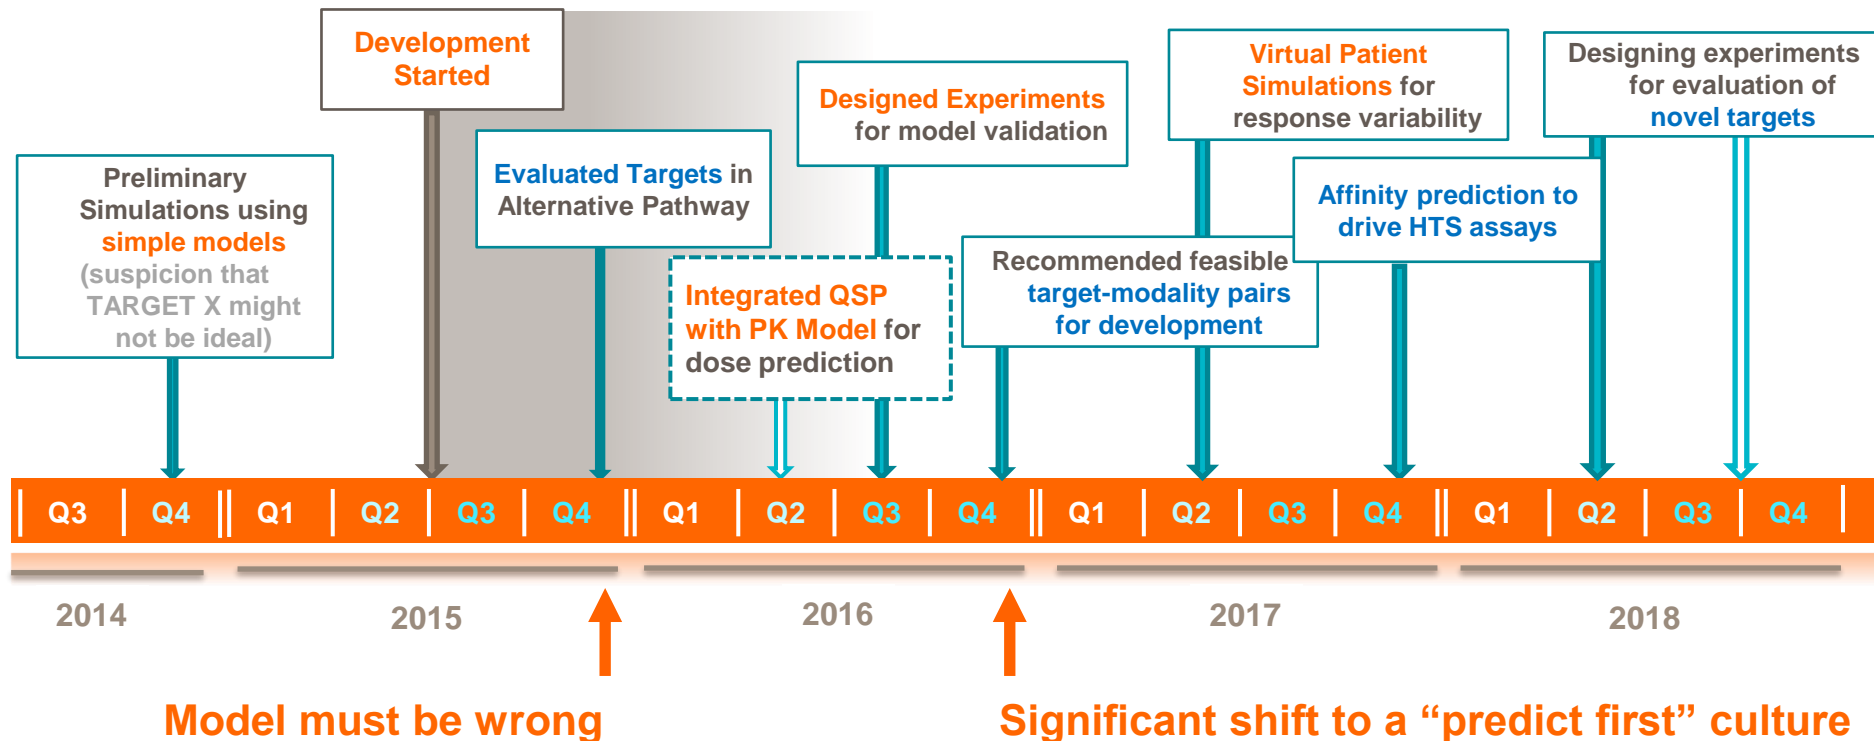 Development
Started
Preliminary
Simulations using
simple models
(suspicion that
TARGET X might
not be ideal)
Evaluated Targets in
Alternative Pathway
Integrated QSP
with PK Model for
dose prediction
Designed Experiments
for model validation
Recommended feasible
target-modality pairs
for development
Virtual Patient
Simulations for
response variability
Affinity prediction to
drive HTS assays
Designing experiments
for evaluation of
novel targets
Q3 Q4 Q1 Q2 Q3 Q4 Q1 Q2 Q3 Q4 Q1 Q2 Q3 Q4 Q1 Q2 Q3 Q4
2014 2015 2016 2017 2018
Model must be wrong
Significant shift to a “predict first” culture